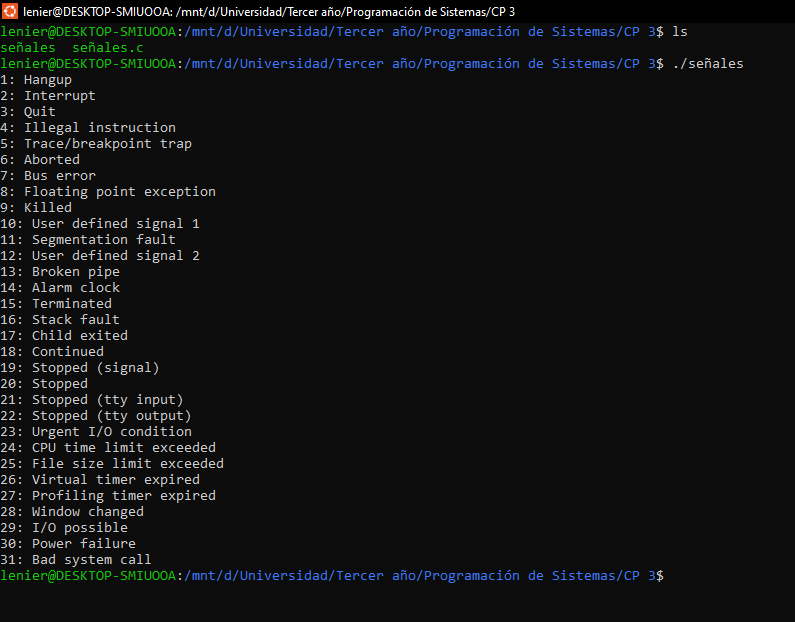 lenier@DESKTOP-SMIUOOA: /mnt/d/Universidad/Tercer año/Programación de Sistemas/CP 3
lenier@DESKTOP-SMIUOOA:/mnt/d/Universidad/Tercer año/Programación de Sistemas/CP 3$ ls
señales  señales.c
lenier@DESKTOP-SMIUOOA:/mnt/d/Universidad/Tercer año/Programación de Sistemas/CP 3$ ./señales
1: Hangup
2: Interrupt
3: Quit
4: Illegal instruction
5: Trace/breakpoint trap
6: Aborted
7: Bus error
8: Floating point exception
9: Killed
10: User defined signal 1
11: Segmentation fault
12: User defined signal 2
13: Broken pipe
14: Alarm clock
15: Terminated
16: Stack fault
17: Child exited
18: Continued
19: Stopped (signal)
20: Stopped
21: Stopped (tty input)
22: Stopped (tty output)
23: Urgent I/O condition
24: CPU time limit exceeded
25: File size limit exceeded
26: Virtual timer expired
27: Profiling timer expired
28: Window changed
29: I/O possible
30: Power failure
31: Bad system call
lenier@DESKTOP-SMIUOOA:/mnt/d/Universidad/Tercer año/Programación de Sistemas/CP 3$